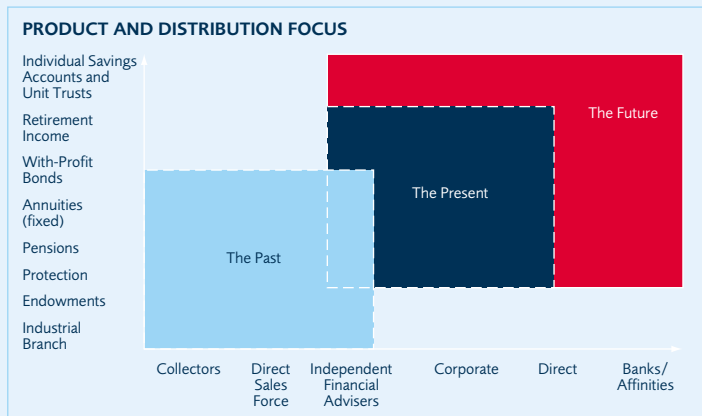 PRODUCT AND DISTRIBUTION FOCUS
Individual Savings
Accounts and
Unit Trusts
Retirement
Income
With-Profit
Bonds
Annuities
(fixed)
Pensions
Protection
Endowments
Industrial
Branch
The Future
The Present
The Past
Collectors
Direct
Sales
Force
Independent
Financial
Advisers
Corporate
Direct
Banks/
Affinities